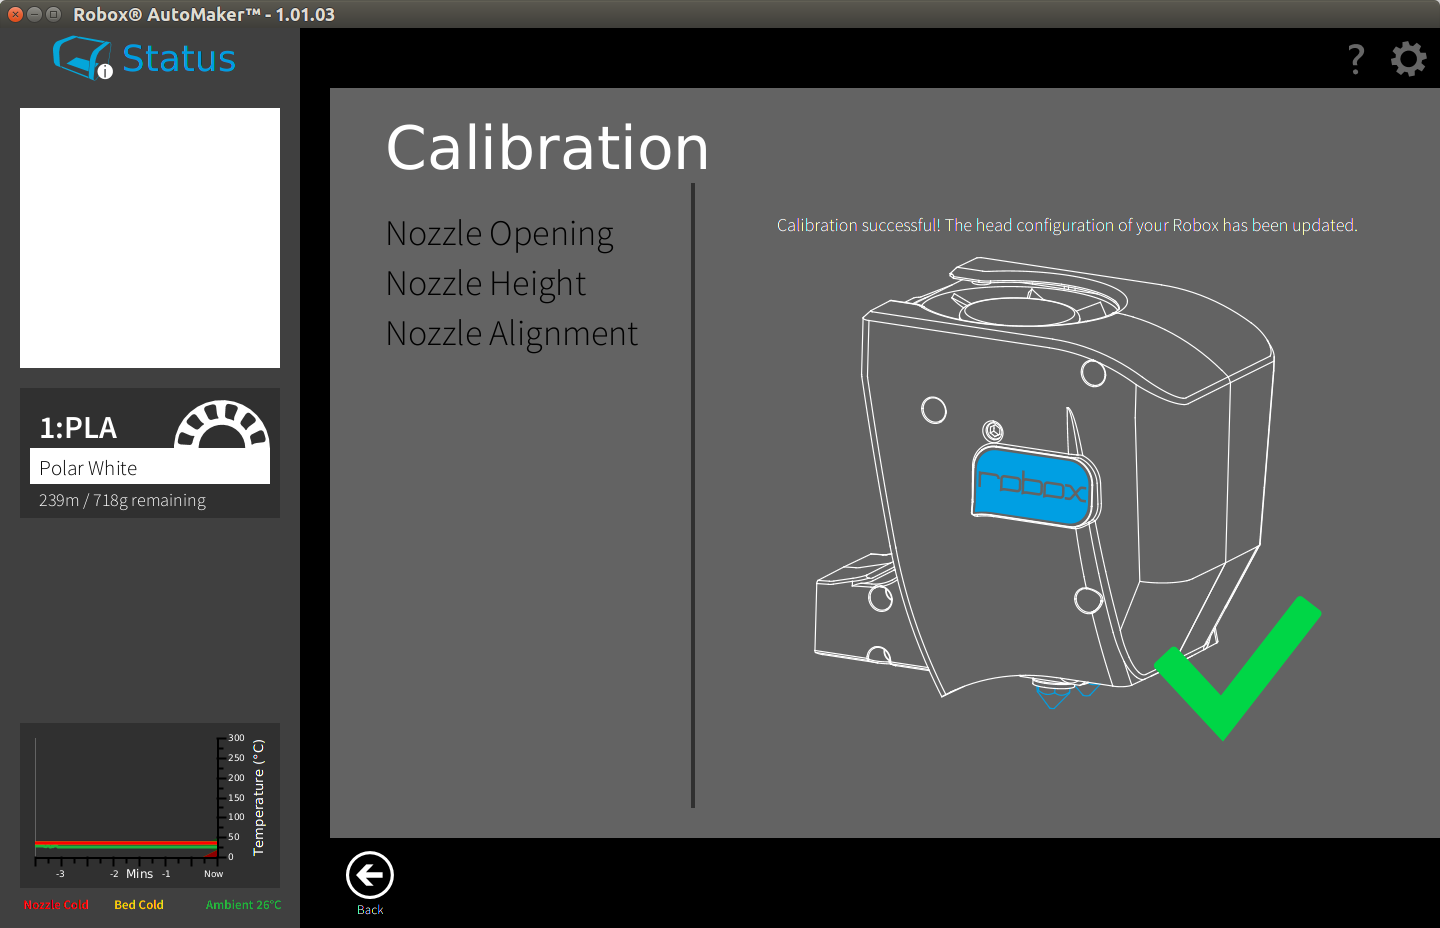 Robox® AutoMaker™ - 1.01.03
Status
?
Calibration
Nozzle Opening
Nozzle Height
Nozzle Alignment
Calibration successful! The head configuration of your Robox has been updated.
robox
1:PLA
Polar White
239m / 718g remaining
300
250
200
150
100
50
0
Temperature (°C)
-3 -2 Mins -1 Now
Nozzle Cold Bed Cold Ambient 26°C
Back